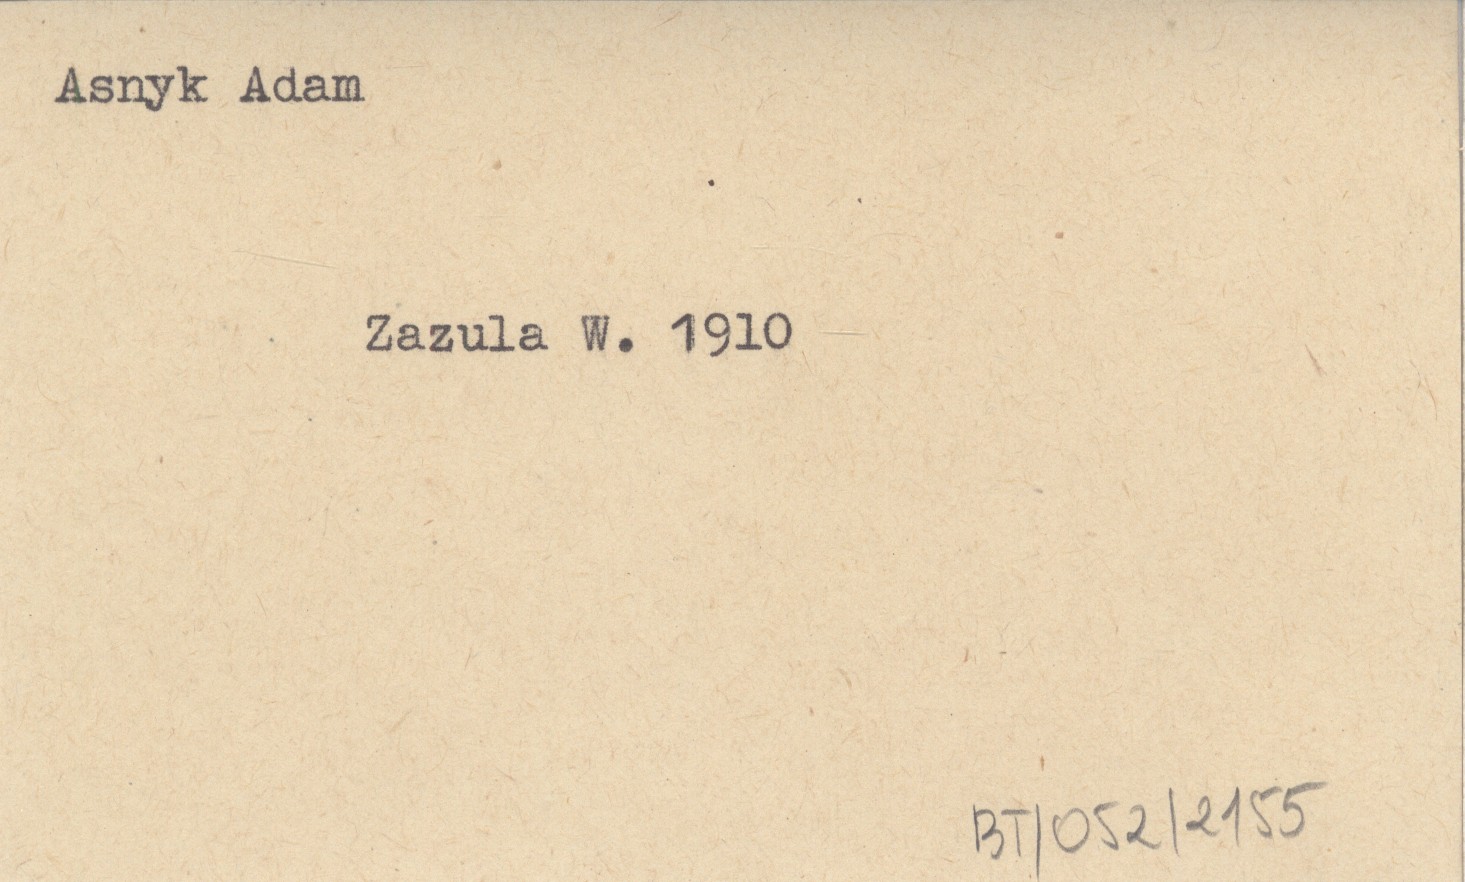 Asnyk Adam
Zazula W. 1910
BT/052/2155